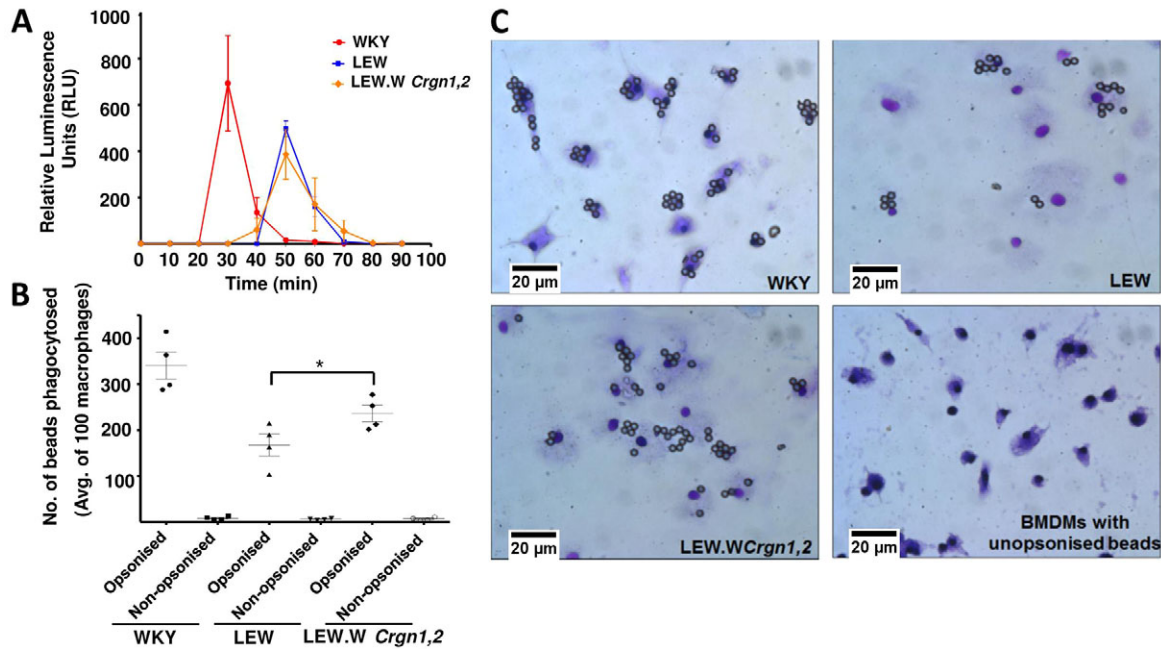 A
1000
800
600
400
200
Relative Luminescence
Units (RLU)
WKY
LEW
LEW.W Crgn1,2
0 10 20 30 40 50 60 70 80 90 100
Time (min)
B
400
300
200
100
No. of beads phagocytosed
(Avg. of 100 macrophages)
*
Opsonised
Non-opsonised
Opsonised
Non-opsonised
Opsonised
Non-opsonised
WKY LEW LEW.W Crgn1,2
C
20 µm
WKY
20 µm
LEW
20 µm
LEW.WCrgn1,2
20 µm
BMDMs with
unopsonised beads